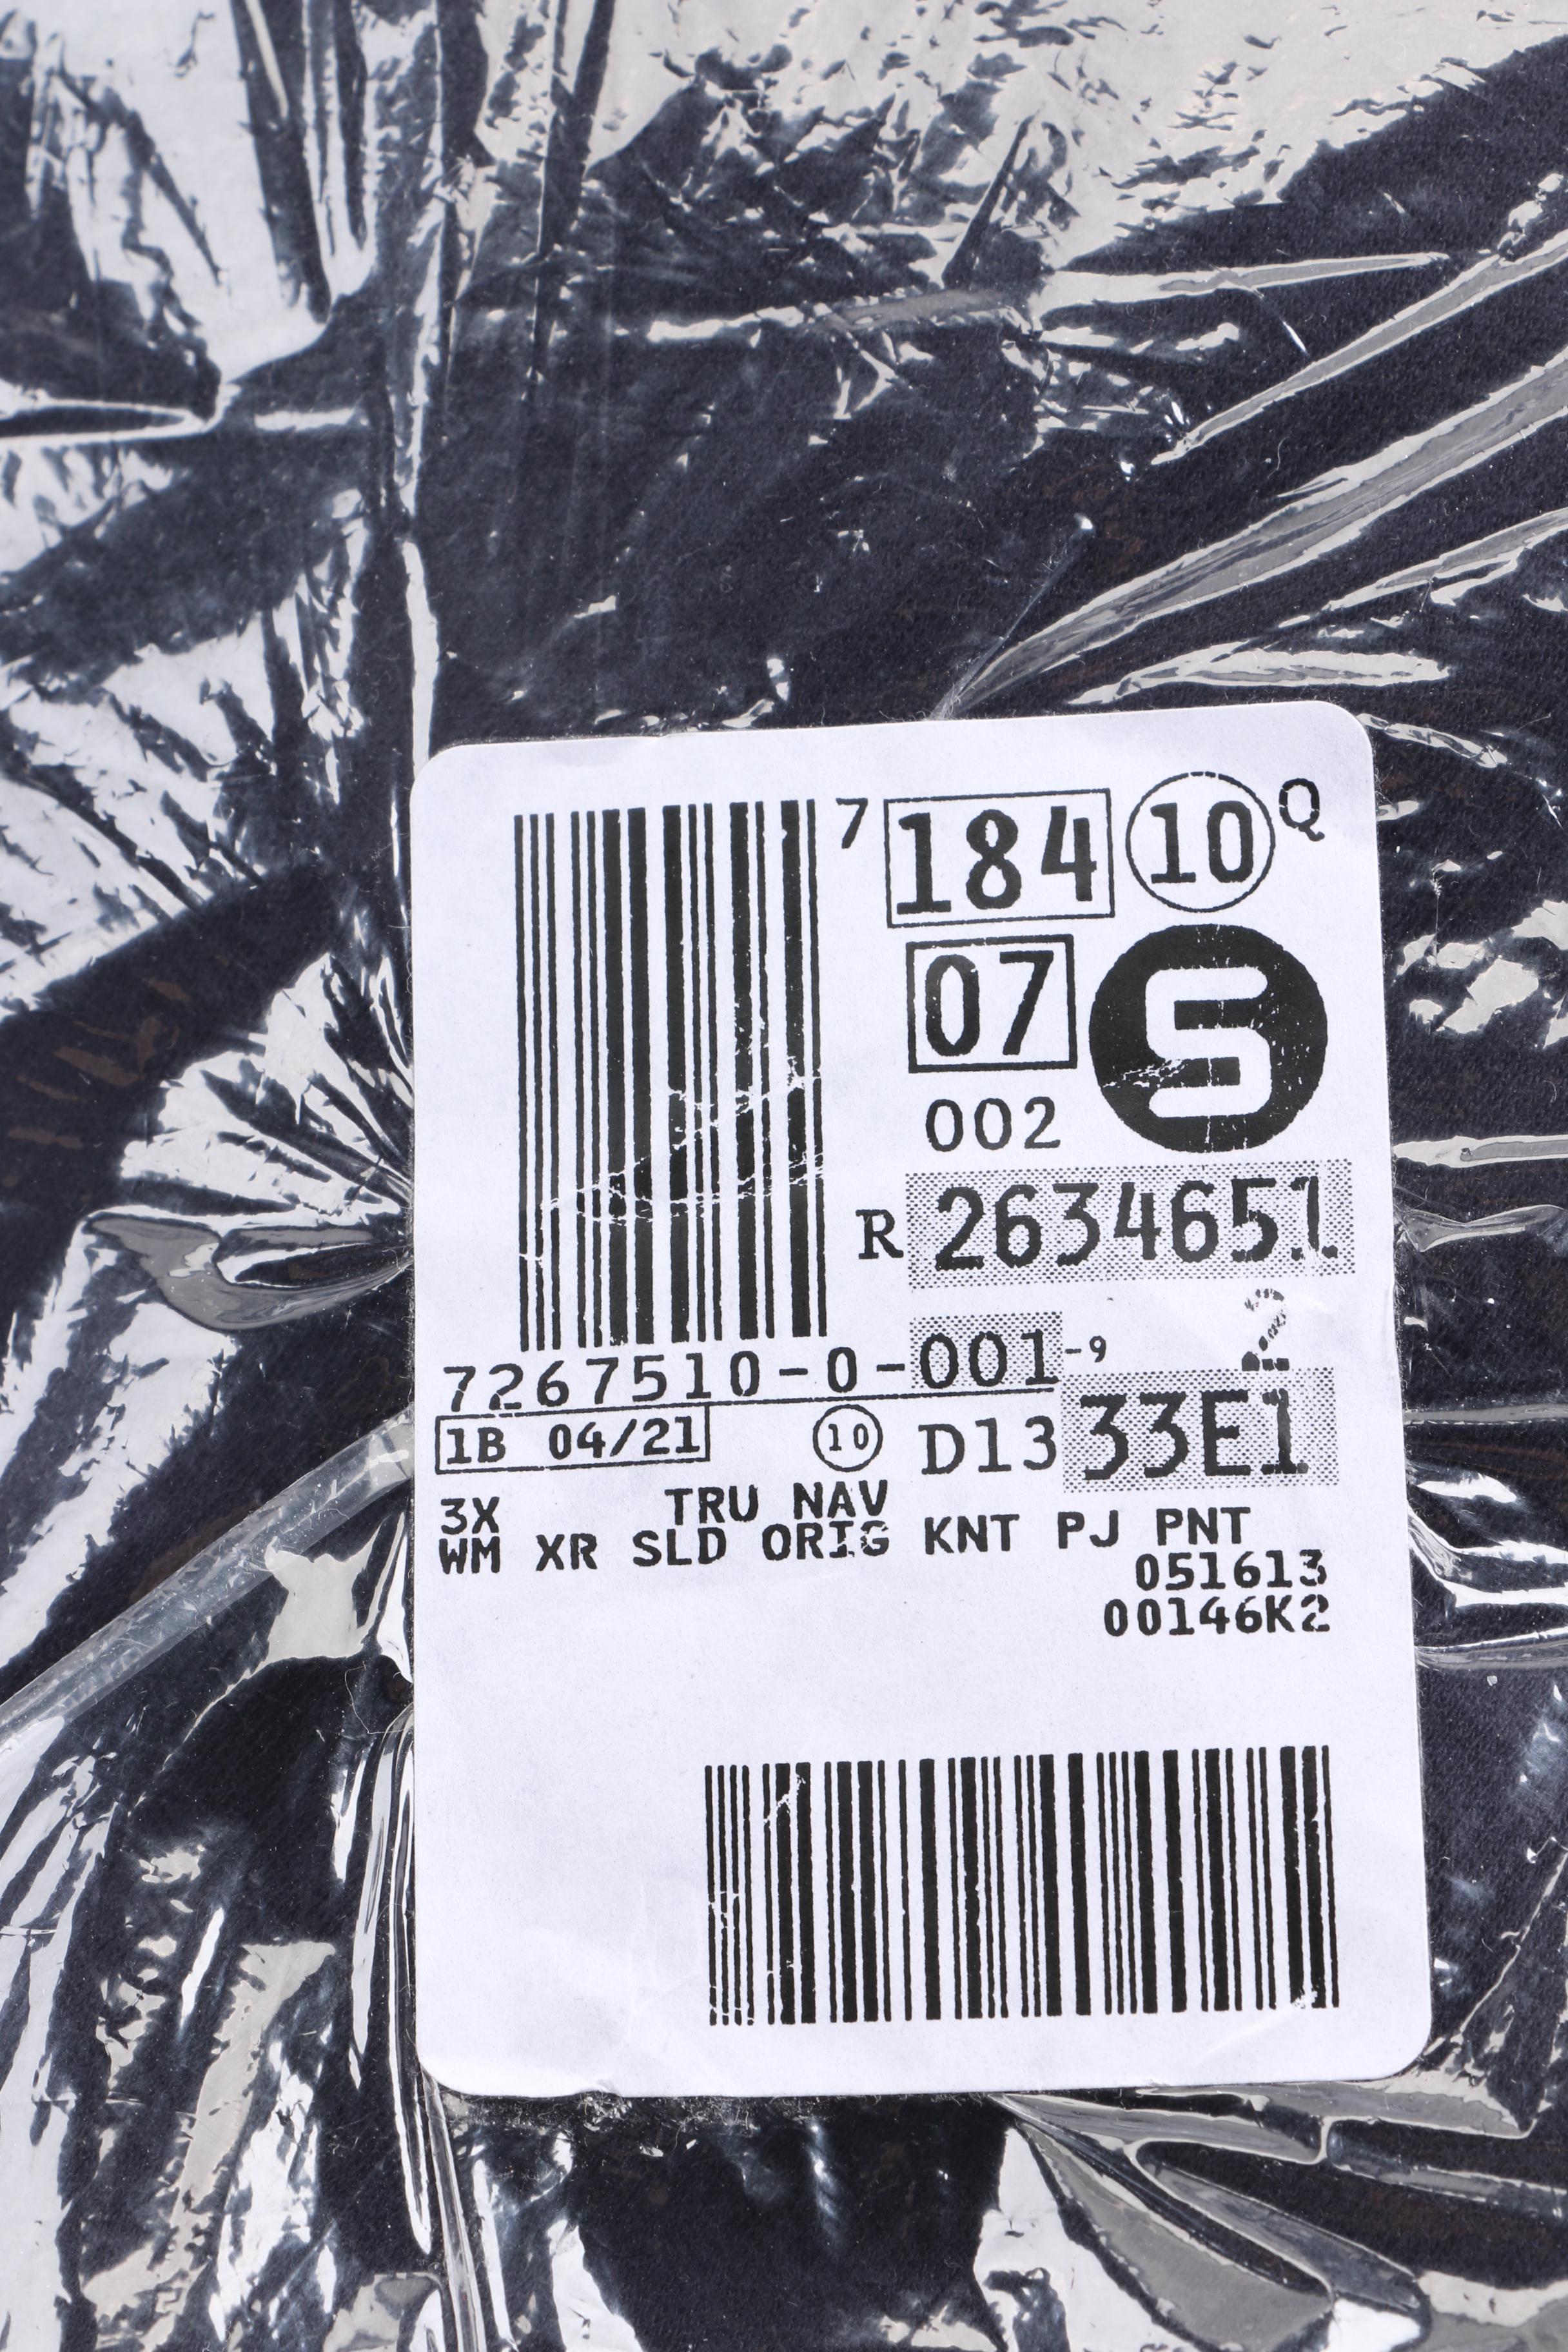 7 184 10 Q
07 S
002
R 2634651
2
7267510-0-001-9
1B 04/21 10 D13 33E1
3X TRU NAV
WM XR SLD ORIG KNT PJ PNT
051613
00146K2